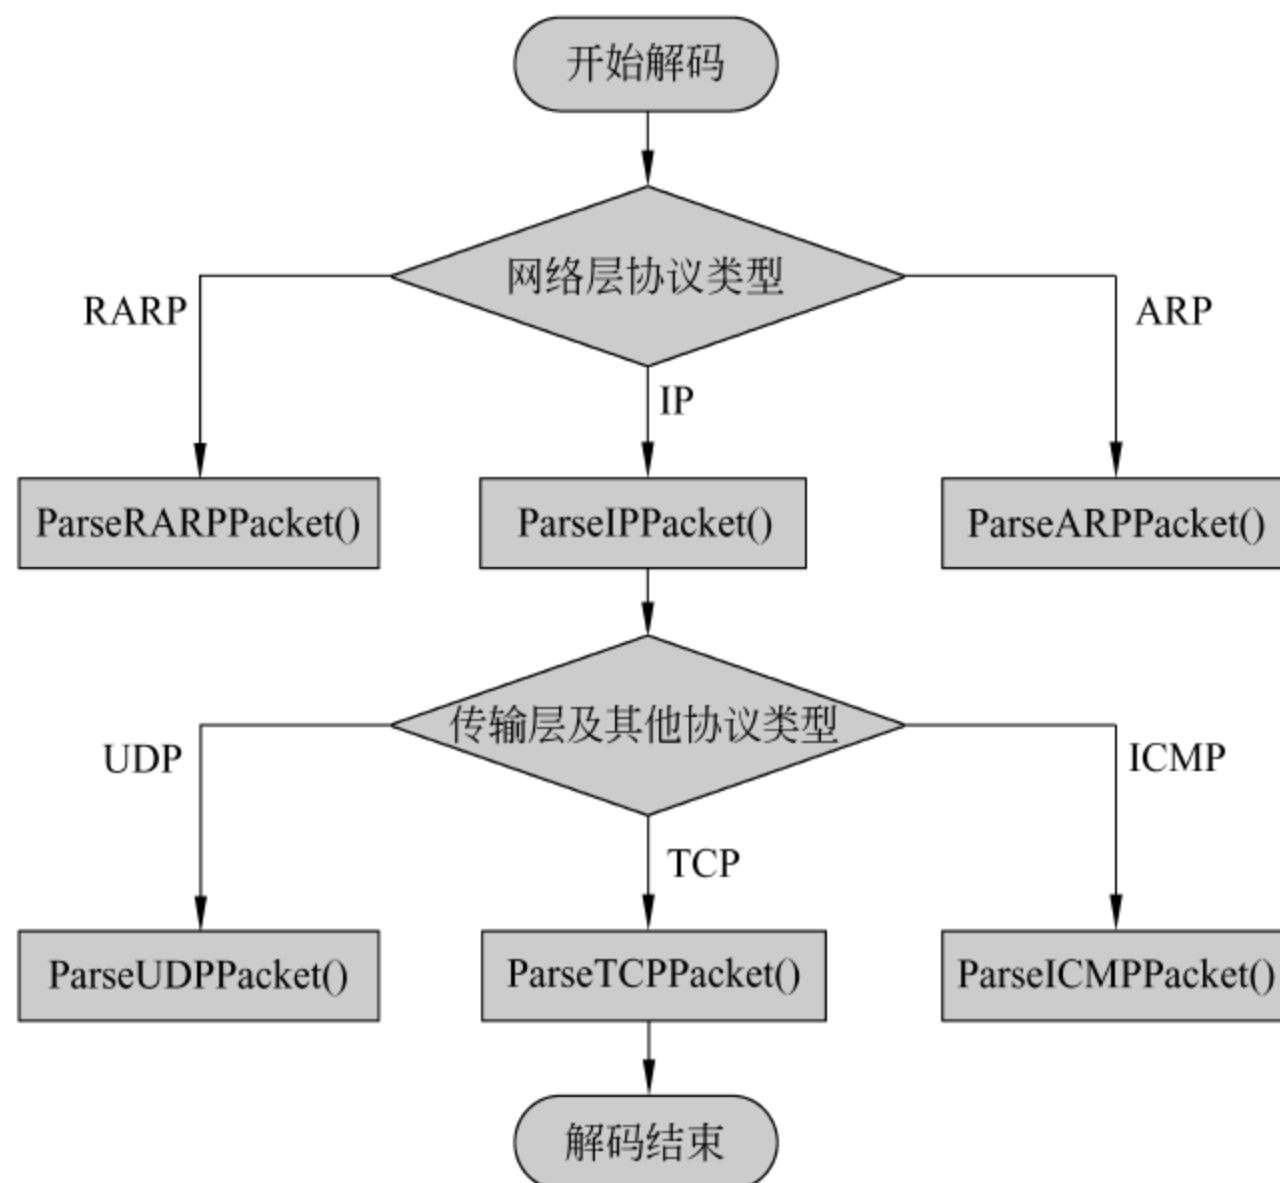 开始解码
网络层协议类型
RARP
ARP
IP
ParseRARPPacket()
ParseIPPacket()
ParseARPPacket()
传输层及其他协议类型
UDP
ICMP
TCP
ParseUDPPacket()
ParseTCPPacket()
ParseICMPPacket()
解码结束